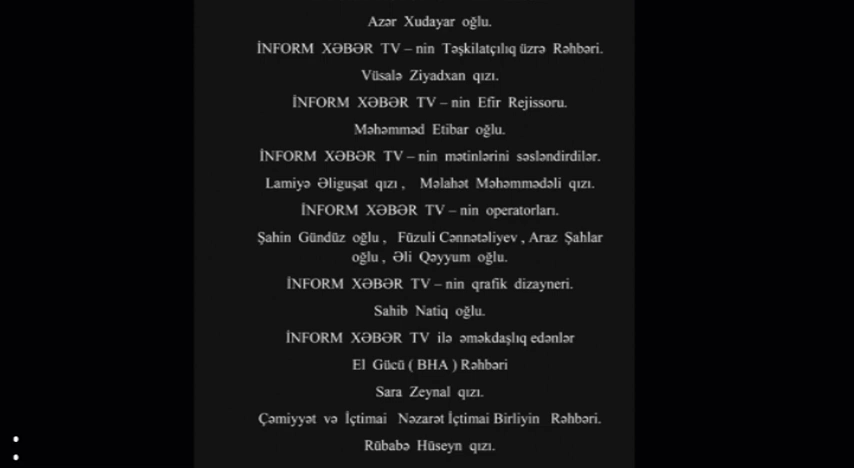 Azər Xudayar oğlu.
İNFORM XƏBƏR TV – nin Təşkilatçılıq üzrə Rəhbəri.
Vüsalə Ziyadxan qızı.
İNFORM XƏBƏR TV – nin Efir Rejissoru.
Məhəmməd Etibar oğlu.
İNFORM XƏBƏR TV – nin mətinlərini səsləndirdilər.
Lamiyə Əliguşat qızı , Məlahət Məhəmmədəli qızı.
İNFORM XƏBƏR TV – nin operatorları.
Şahin Gündüz oğlu , Füzuli Cənnətəliyev , Araz Şahlar
oğlu , Əli Qəyyum oğlu.
İNFORM XƏBƏR TV – nin qrafik dizayneri.
Sahib Natiq oğlu.
İNFORM XƏBƏR TV ilə əməkdaşlıq edənlər
El Gücü ( BHA ) Rəhbəri
Sara Zeynal qızı.
Çəmiyyət və İçtimai Nəzarət İçtimai Birliyin Rəhbəri.
Rübabə Hüseyn qızı.